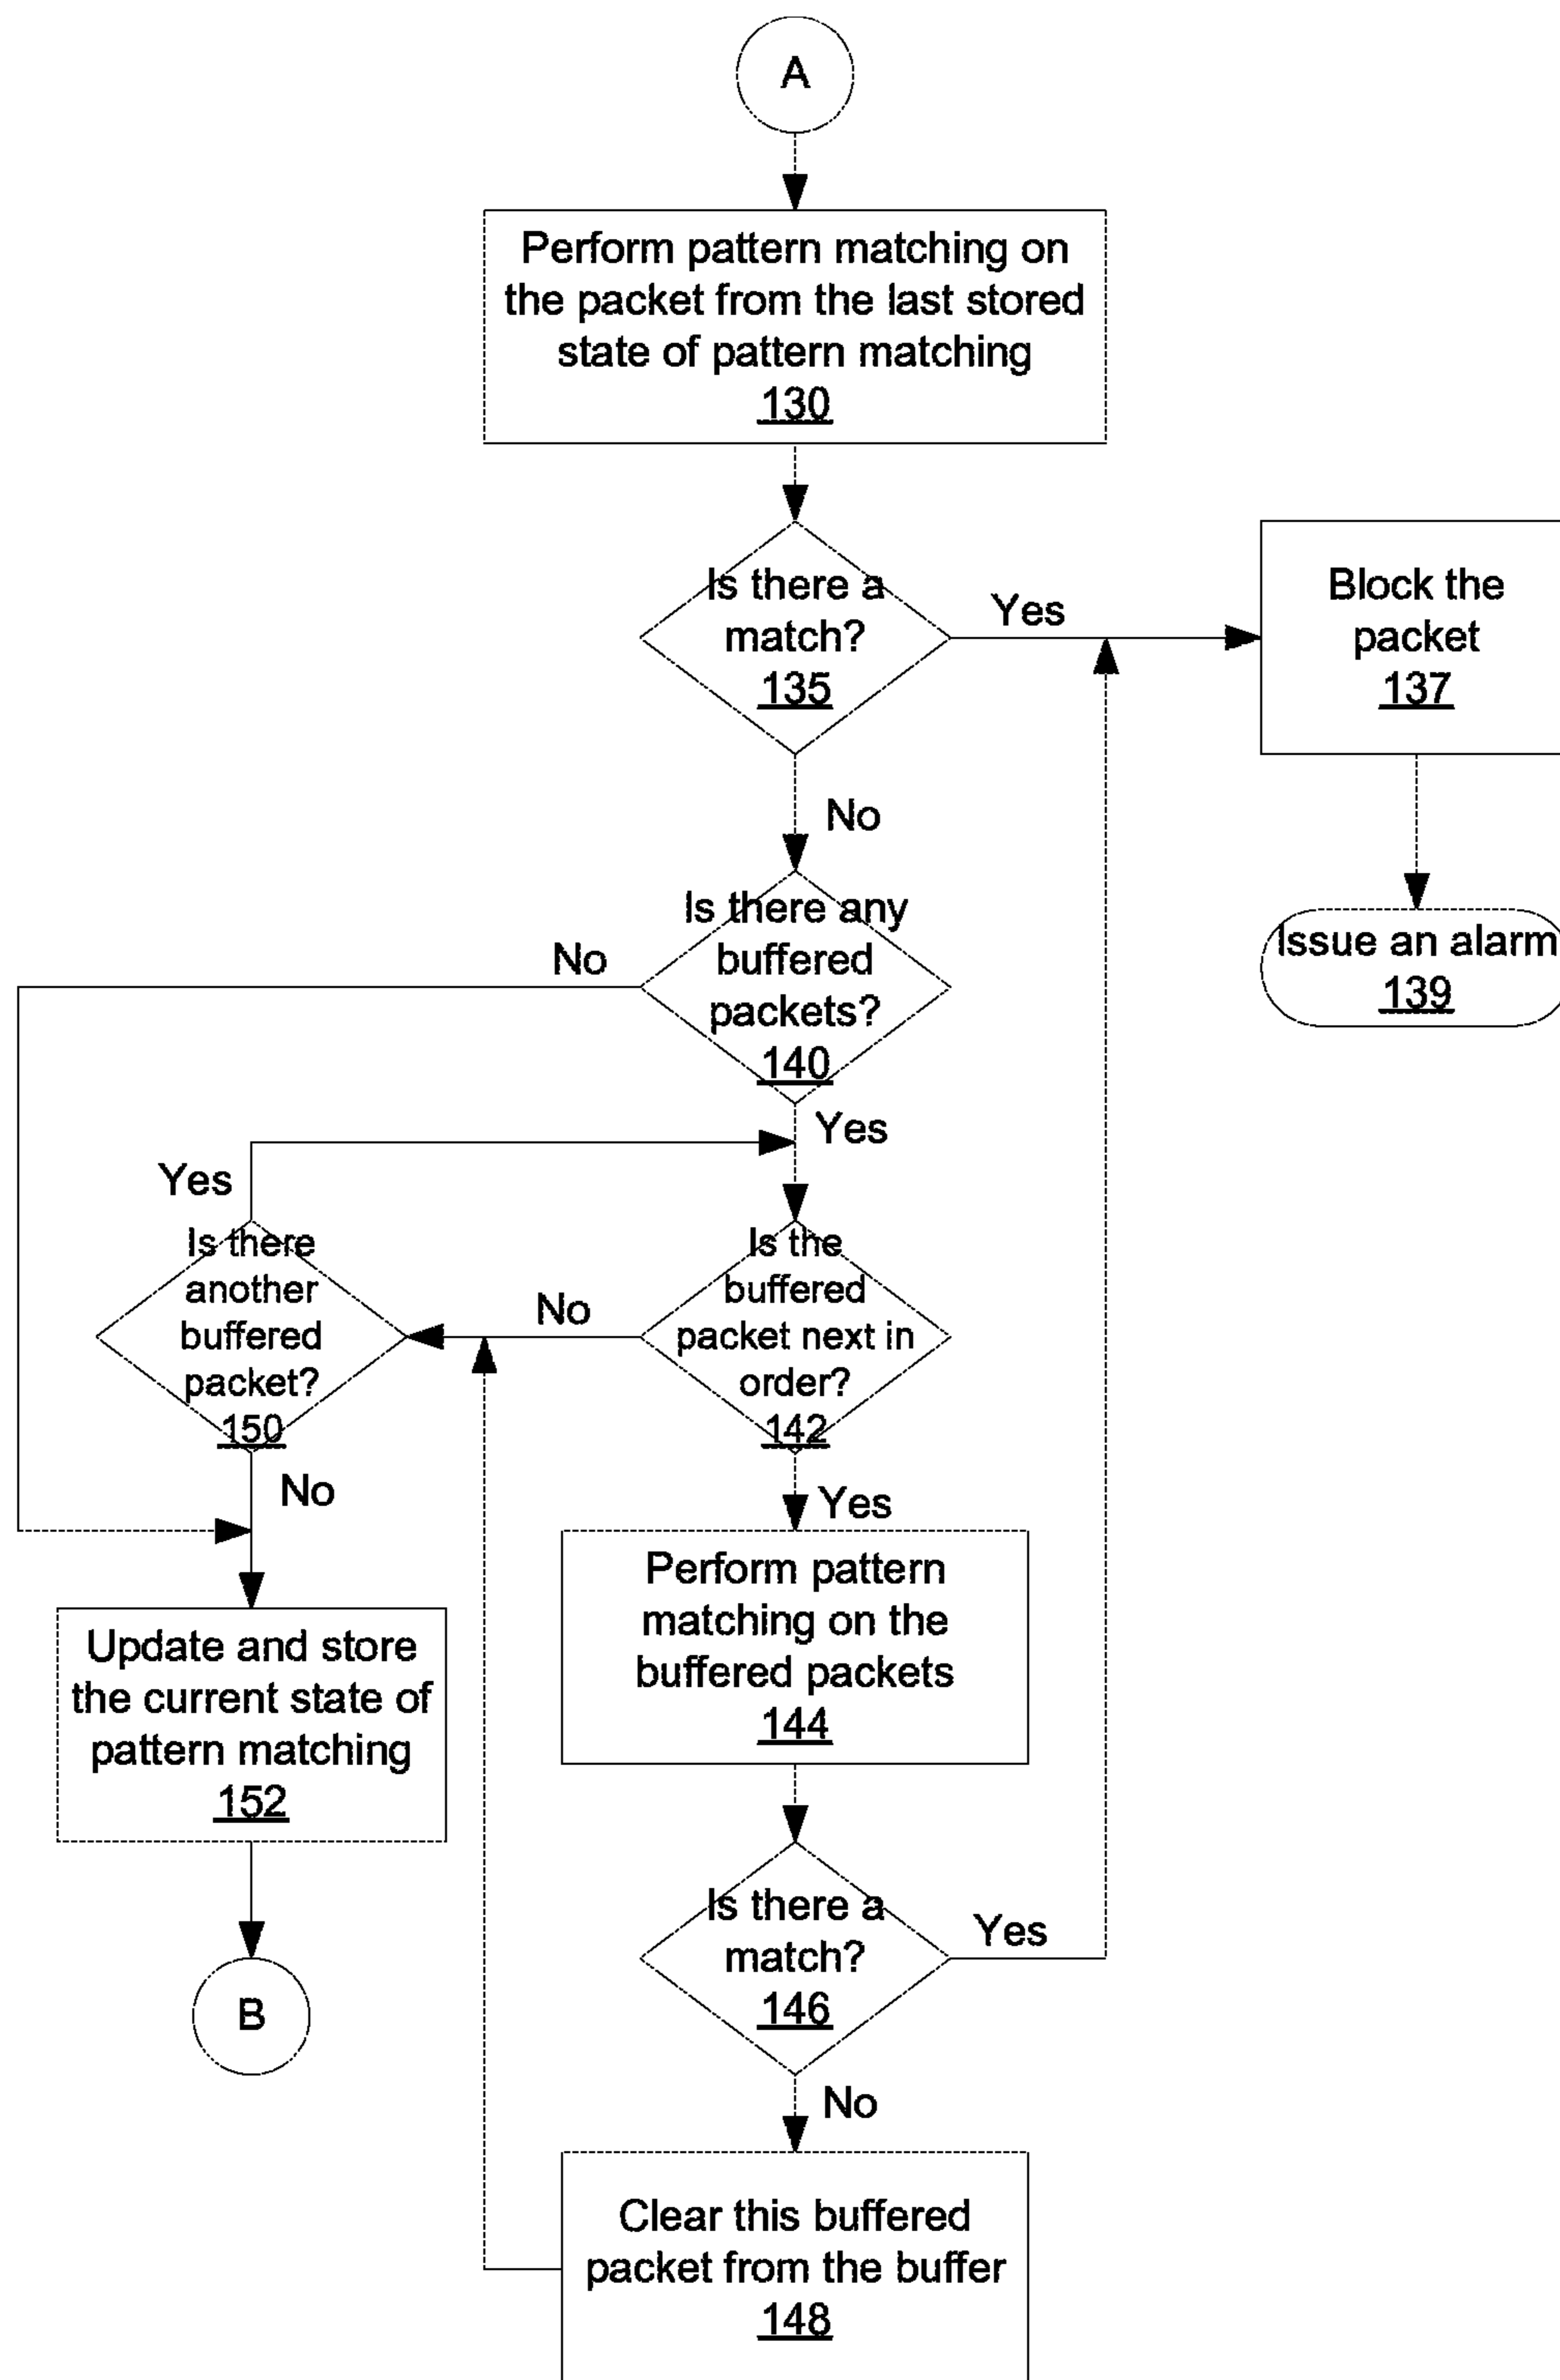 A
Perform pattern matching on
the packet from the last stored
state of pattern matching
130
Is there a
match?
135
Yes
Block the
packet
137
No
Issue an alarm
139
Is there any
buffered
packets?
140
No
Yes
Yes
Is there
another
buffered
packet?
150
No
Is the
buffered
packet next in
order?
142
No
Yes
Update and store
the current state of
pattern matching
152
Perform pattern
matching on the
buffered packets
144
B
Is there a
match?
146
Yes
No
Clear this buffered
packet from the buffer
148